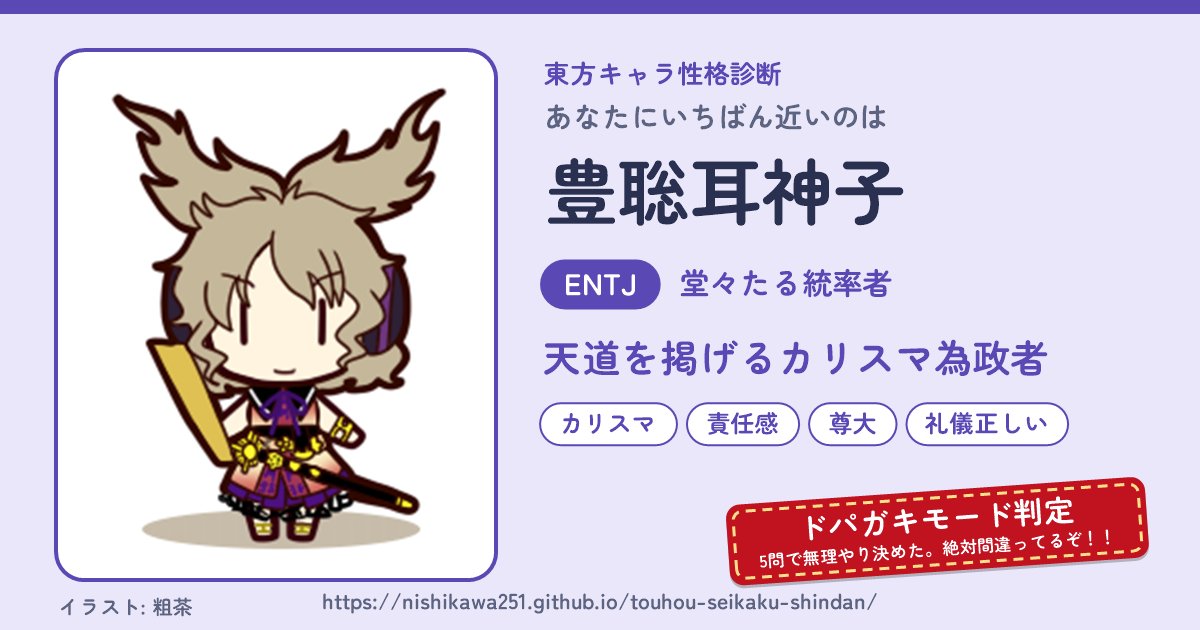 東方キャラ性格診断
あなたにいちばん近いのは
豊聡耳神子
ENTJ 堂々たる統率者
天道を掲げるカリスマ為政者
カリスマ 責任感 尊大 礼儀正しい
ドパガキモード判定
5問で無理やり決めた。絶対間違ってるぞ！！
イラスト: 粗茶
https://nishikawa251.github.io/touhou-seikaku-shindan/